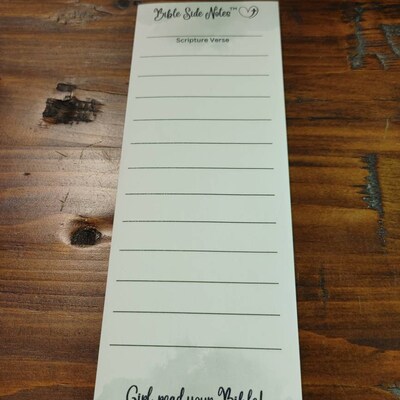 Bible Side Notes™
Scripture Verse
Girl, read your Bible!